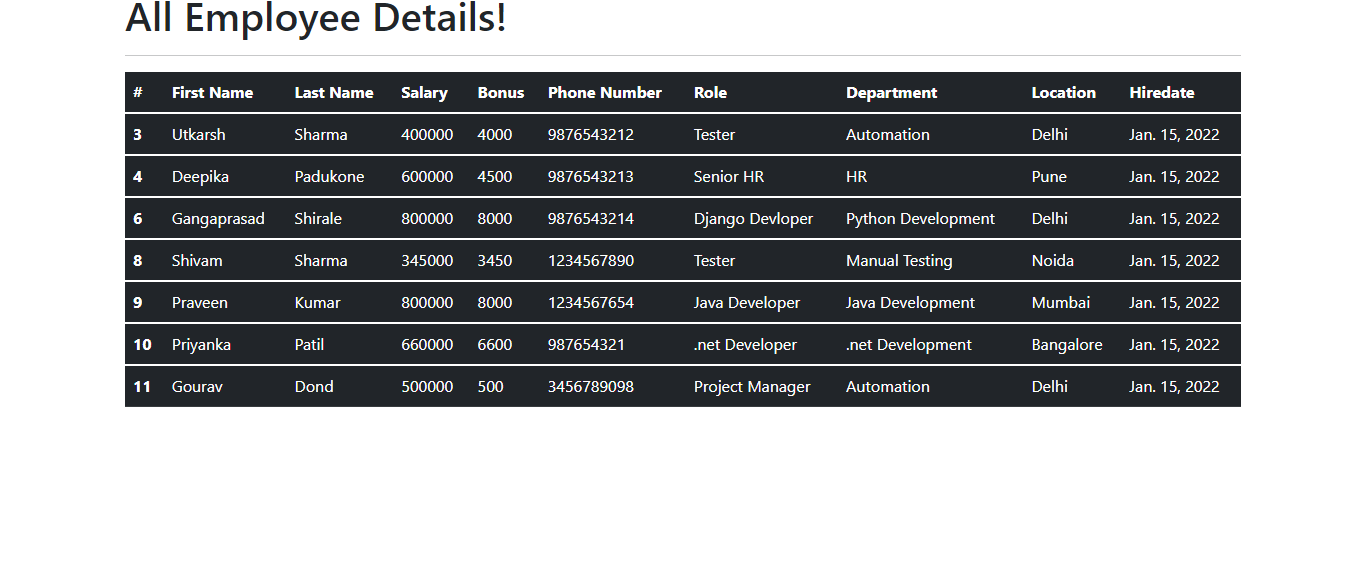 All Employee Details!
# First Name Last Name Salary Bonus Phone Number Role Department Location Hiredate
3 Utkarsh Sharma 400000 4000 9876543212 Tester Automation Delhi Jan. 15, 2022
4 Deepika Padukone 600000 4500 9876543213 Senior HR HR Pune Jan. 15, 2022
6 Gangaprasad Shirale 800000 8000 9876543214 Django Devloper Python Development Delhi Jan. 15, 2022
8 Shivam Sharma 345000 3450 1234567890 Tester Manual Testing Noida Jan. 15, 2022
9 Praveen Kumar 800000 8000 1234567654 Java Developer Java Development Mumbai Jan. 15, 2022
10 Priyanka Patil 660000 6600 987654321 .net Developer .net Development Bangalore Jan. 15, 2022
11 Gourav Dond 500000 500 3456789098 Project Manager Automation Delhi Jan. 15, 2022